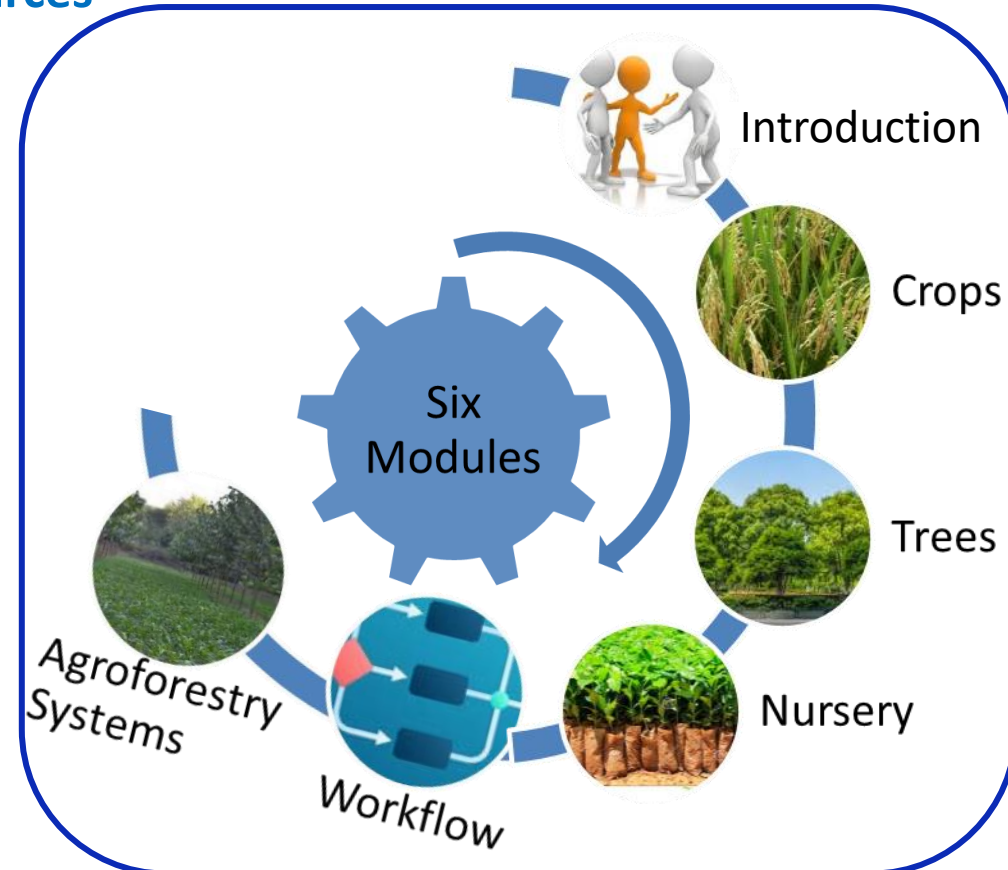 Introduction
Crops
Six
Modules
Trees
Nursery
Agroforestry
Systems
Workflow